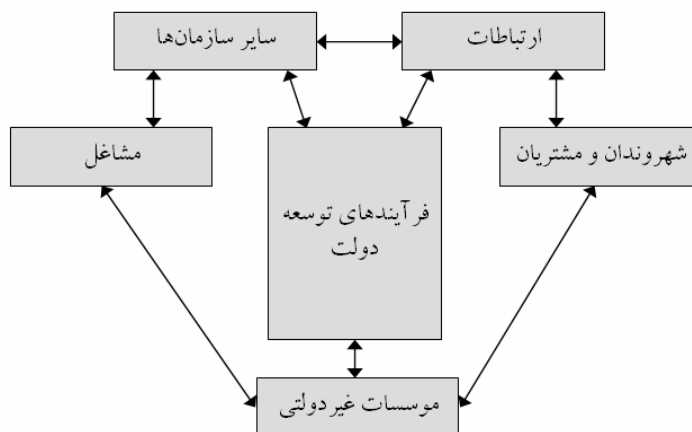 ارتباطات
سایر سازمان‌ها
شهروندان و مشتریان
مشاغل
فرآیندهای توسعه
دولت
موسسات غیردولتی